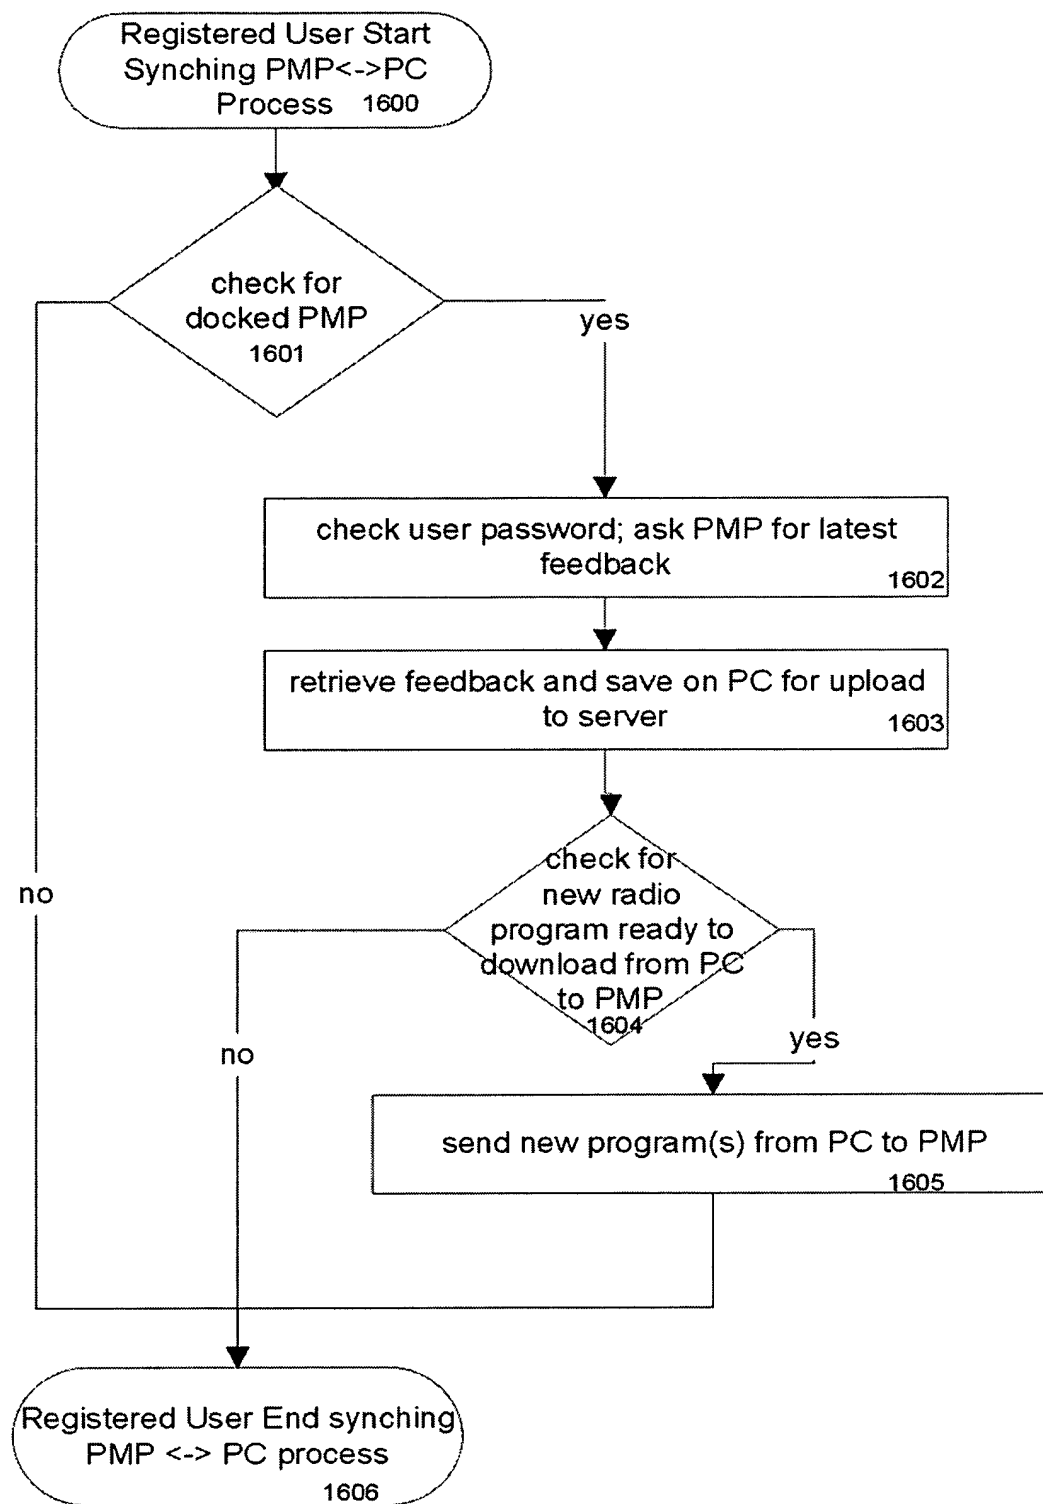 Registered User Start
Synching PMP<->PC
Process 1600
check for
docked PMP
1601
yes
check user password; ask PMP for latest
feedback
1602
retrieve feedback and save on PC for upload
to server
1603
check for
new radio
program ready to
download from PC
to PMP
1604
no
no
yes
send new program(s) from PC to PMP
1605
Registered User End synching
PMP <-> PC process
1606